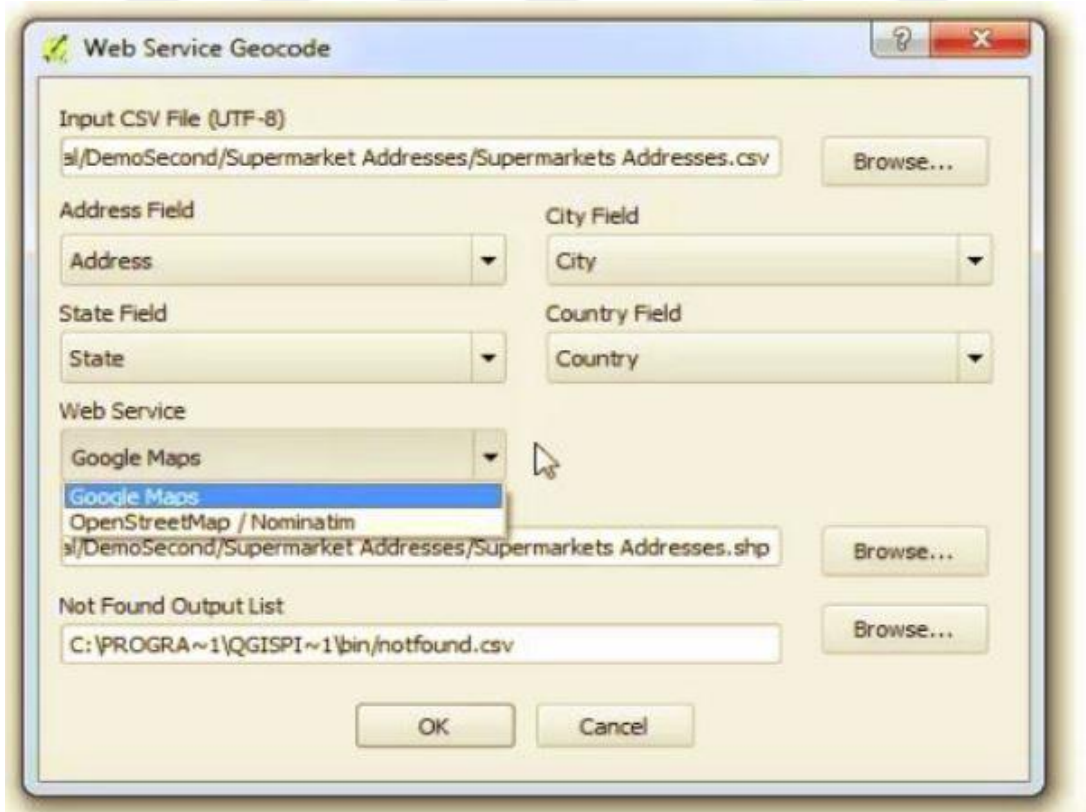 Web Service Geocode
Input CSV File (UTF-8)
al/DemoSecond/Supermarket Addresses/Supermarkets Addresses.csv
Browse...
Address Field
City Field
Address
City
State Field
Country Field
State
Country
Web Service
Google Maps
Google Maps
OpenStreetMap / Nominatim
al/DemoSecond/Supermarket Addresses/Supermarkets Addresses.shp
Browse...
Not Found Output List
C:\PROGRA~1\QGISPI~1\bin/notfound.csv
Browse...
OK
Cancel